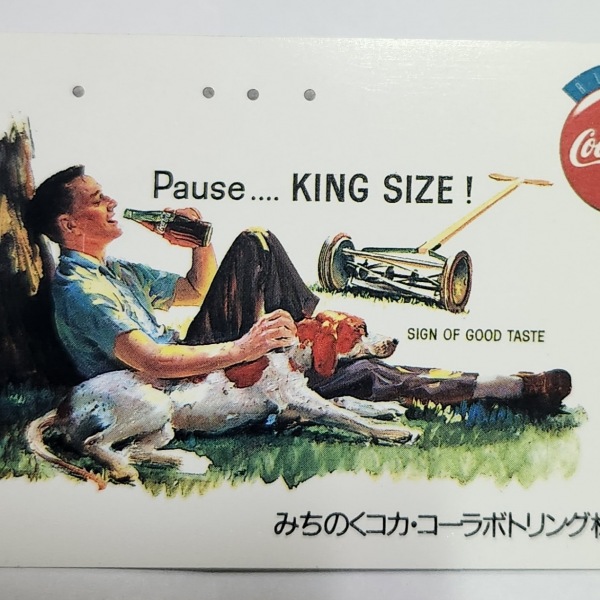 Pause.... KING SIZE!
SIGN OF GOOD TASTE
みちのくコカ・コーラボトリング株